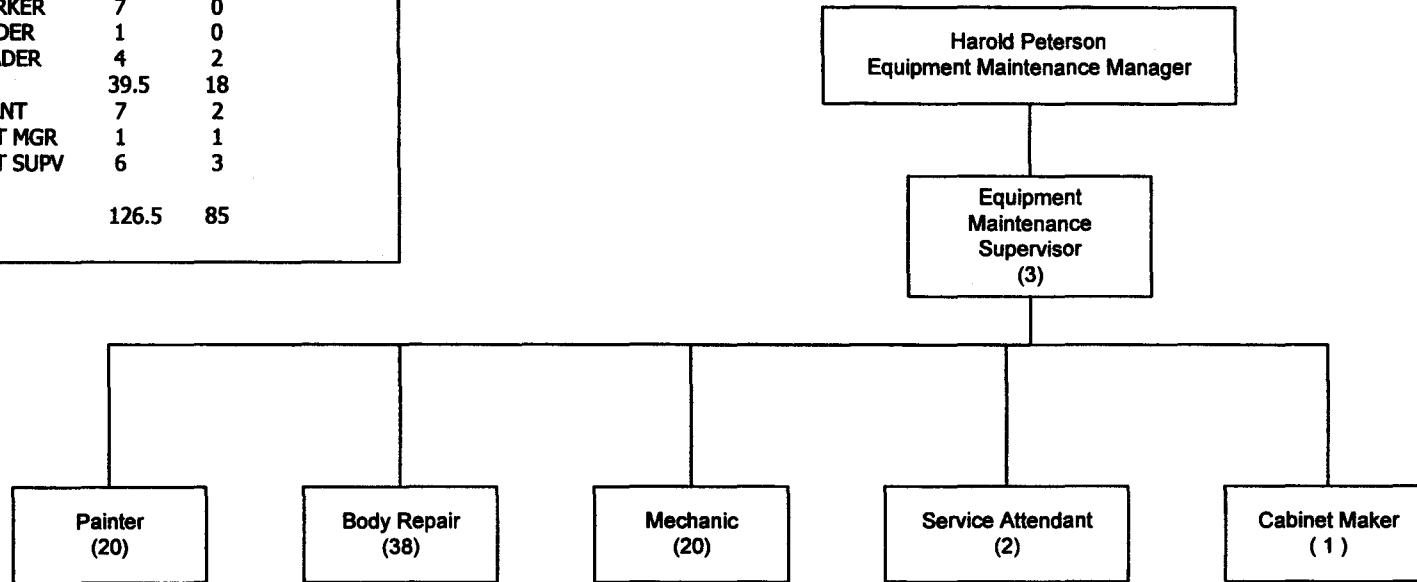 RKER 7 0
DER 1 0
ADER 4 2
39.5 18
ANT 7 2
T MGR 1 1
T SUPV 6 3
126.5 85
Harold Peterson
Equipment Maintenance Manager
Equipment
Maintenance
Supervisor
(3)
Painter
(20)
Body Repair
(38)
Mechanic
(20)
Service Attendant
(2)
Cabinet Maker
( 1 )